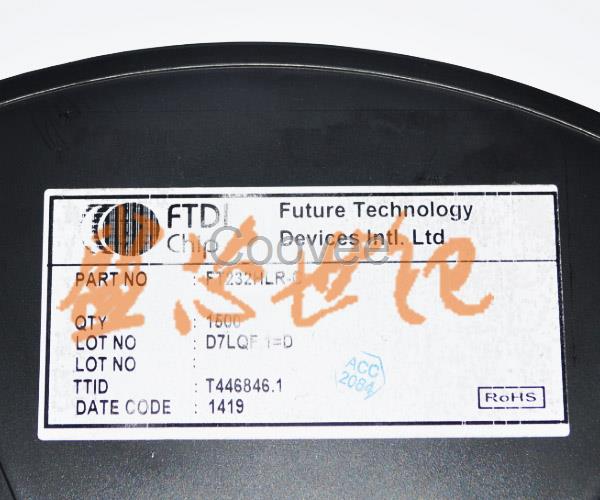 FTDI Chip
Future Technology
Devices Intl. Ltd
Coovee
PART NO :
QTY : 1500
LOT NO :
LOT NO :
TTID : T446846.1
DATE CODE : 1419
ACC
2084
RoHS